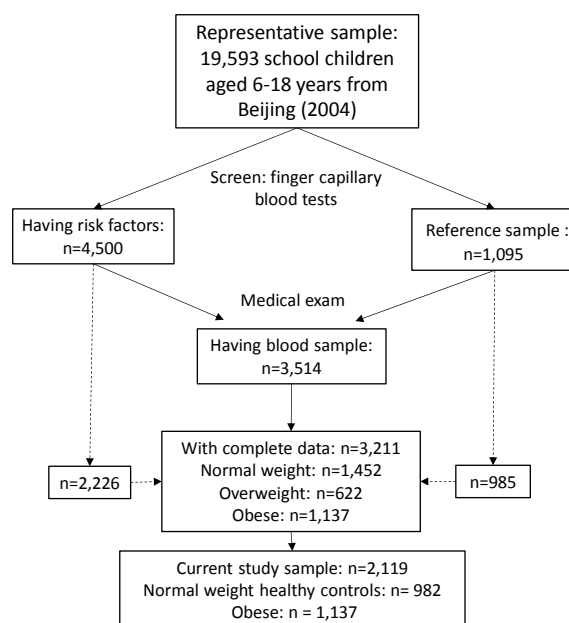 Representative sample:
19,593 school children
aged 6-18 years from
Beijing (2004)
Screen: finger capillary
blood tests
Having risk factors:
n=4,500
Reference sample :
n=1,095
Medical exam
Having blood sample:
n=3,514
With complete data: n=3,211
Normal weight: n=1,452
Overweight: n=622
Obese: n=1,137
n=2,226
n=985
Current study sample: n=2,119
Normal weight healthy controls: n= 982
Obese: n = 1,137